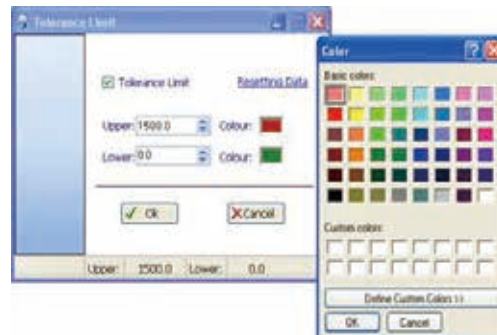 Tolerance Limit
Tolerance Limit Resetting Data
Upper: 1500.0 Colour:
Lower: 0.0 Colour:
Ok Cancel
Upper: 1500.0 Lower: 0.0
Color
Basic colors:
Custom colors:
Define Custom Colors >>
OK Cancel